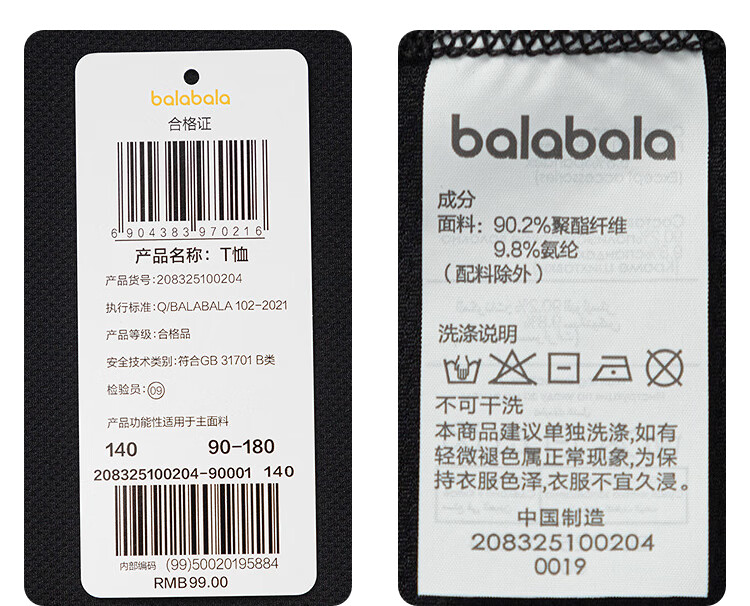 balabala
合格证
6 904383 970216
产品名称：T恤
产品货号：208325100204
执行标准：Q/BALABALA 102-2021
产品等级：合格品
安全技术类别：符合GB 31701 B类
检验员：09
产品功能性适用于主面料
140 90-180
208325100204-90001 140
内部编码 (99)50020195884
RMB99.00
balabala
成分
面料：90.2%聚酯纤维
9.8%氨纶
（配料除外）
洗涤说明
不可干洗
本商品建议单独洗涤,如有
轻微褪色属正常现象,为保
持衣服色泽,衣服不宜久浸。
中国制造
208325100204
0019